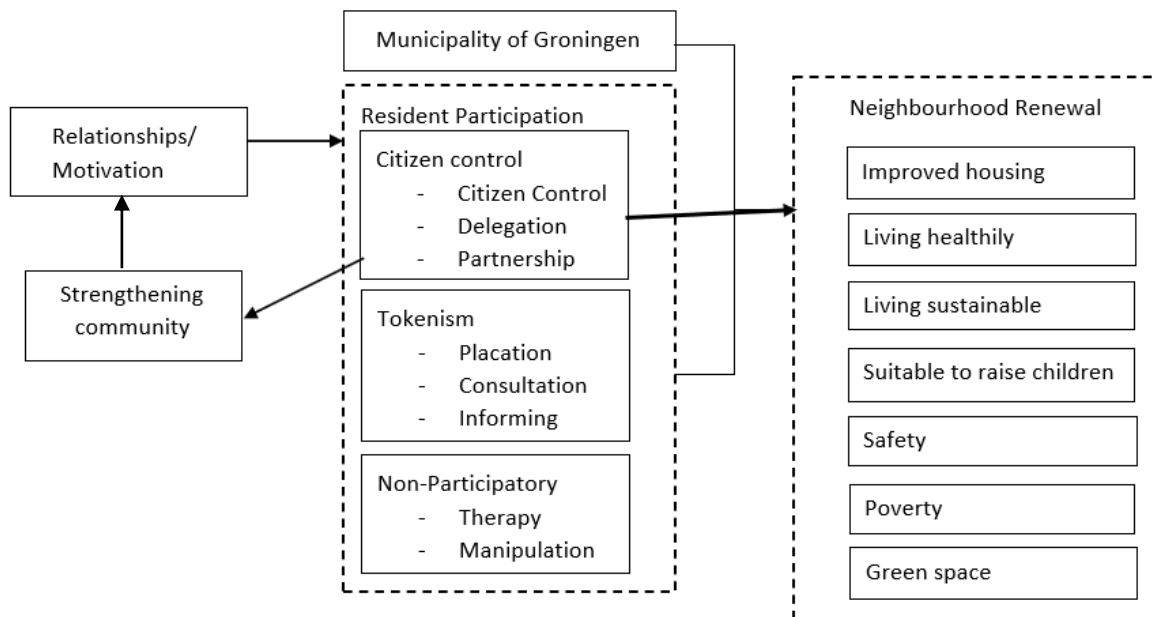 Municipality of Groningen
Relationships/
Motivation
Strengthening
community
Resident Participation
Citizen control
- Citizen Control
- Delegation
- Partnership
Tokenism
- Placation
- Consultation
- Informing
Non-Participatory
- Therapy
- Manipulation
Neighbourhood Renewal
Improved housing
Living healthily
Living sustainable
Suitable to raise children
Safety
Poverty
Green space